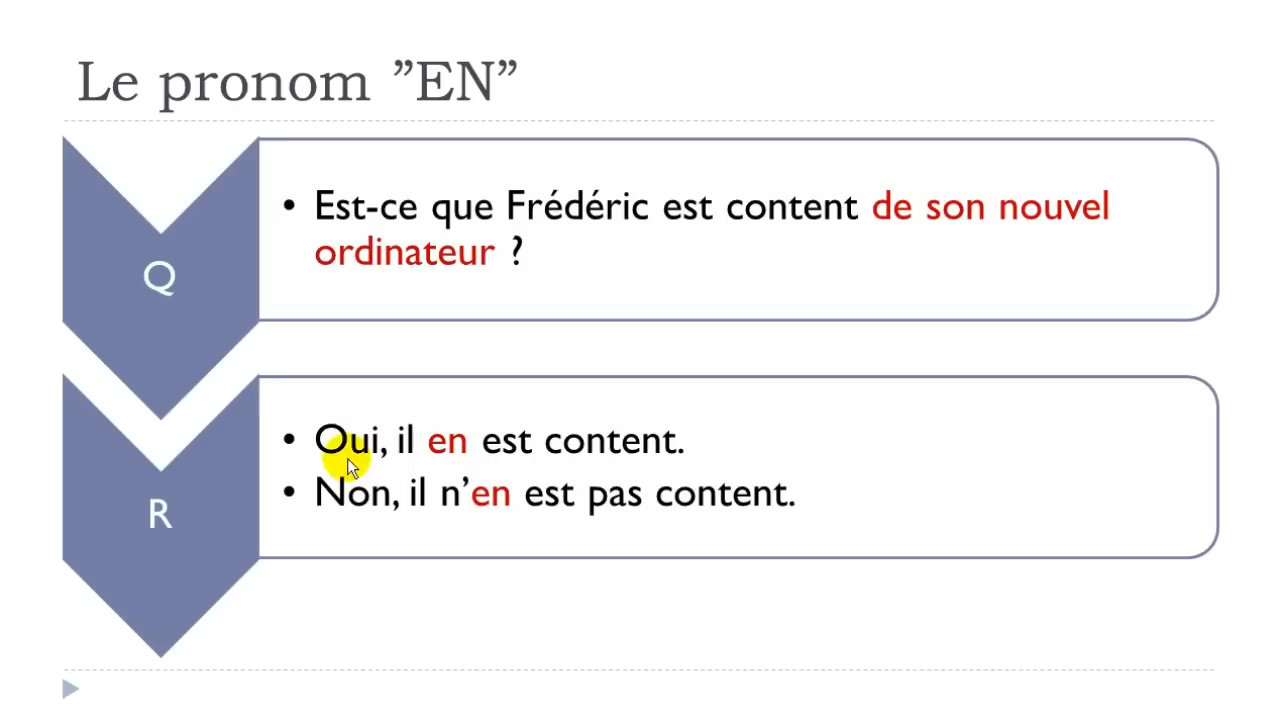 Le pronom ”EN”
Q
• Est-ce que Frédéric est content de son nouvel
ordinateur ?
R
• Oui, il en est content.
• Non, il n’en est pas content.